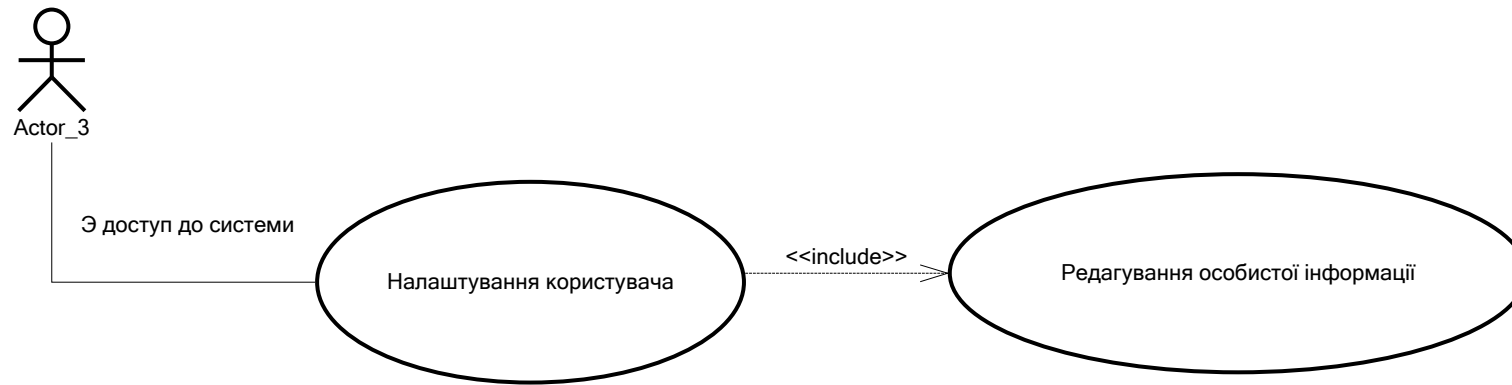 Actor_3
Э доступ до системи
Налаштування користувача
<<include>>
Редагування особистої інформації